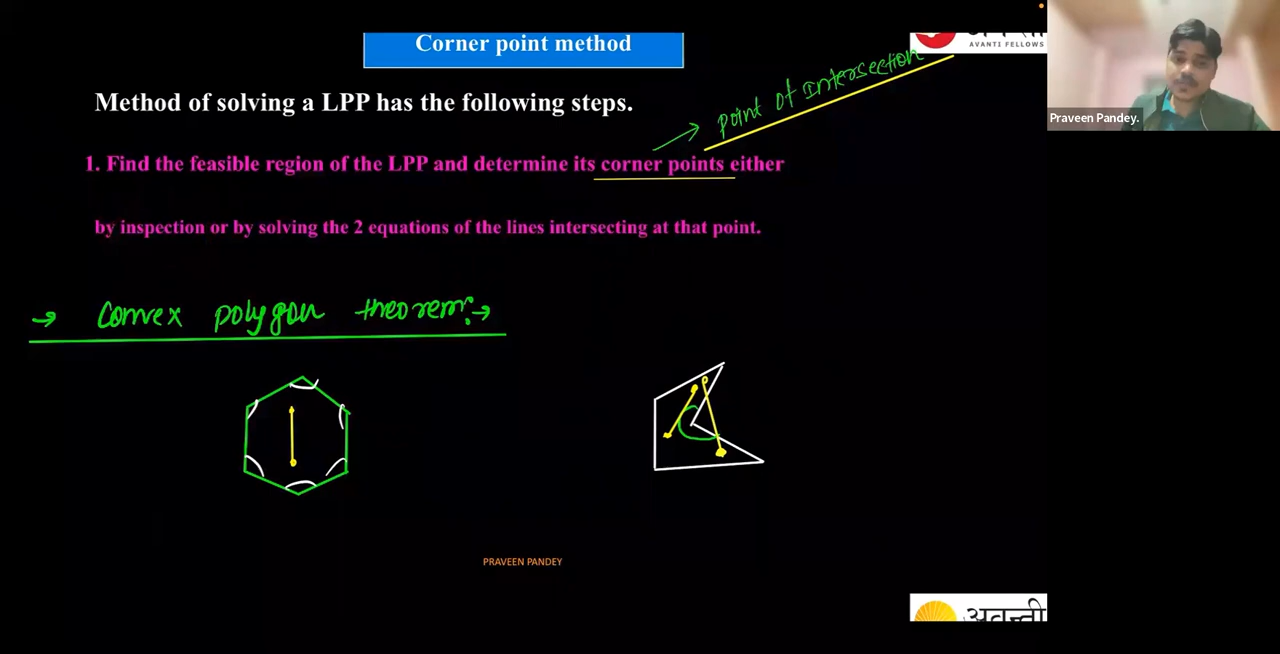 Corner point method
AVANTI FELLOWS
Method of solving a LPP has the following steps.
point of intersection
Praveen Pandey.
1. Find the feasible region of the LPP and determine its corner points either
by inspection or by solving the 2 equations of the lines intersecting at that point.
→ Convex polygon theorem:→
PRAVEEN PANDEY
अवन्ती